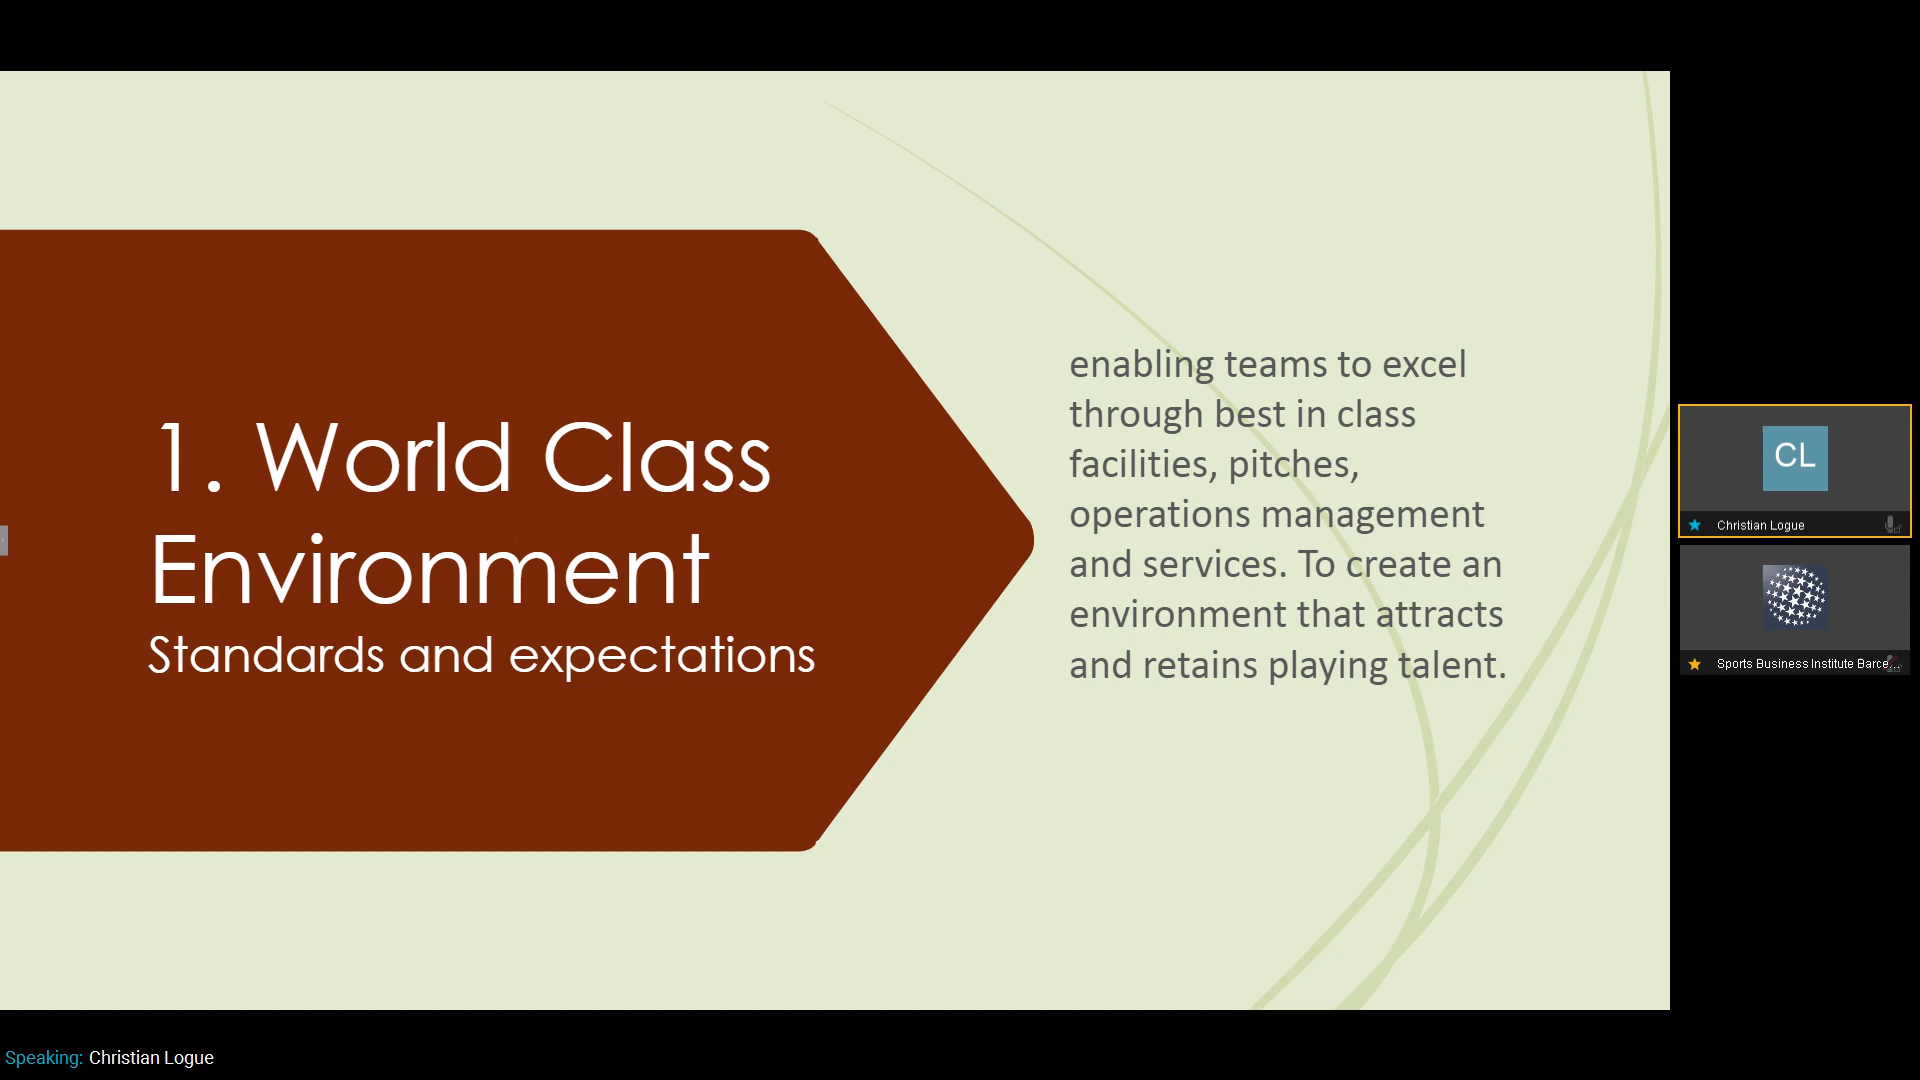 1. World Class
Environment
Standards and expectations
enabling teams to excel
through best in class
facilities, pitches,
operations management
and services. To create an
environment that attracts
and retains playing talent.
CL
Christian Logue
Sports Business Institute Barce...
Speaking: Christian Logue